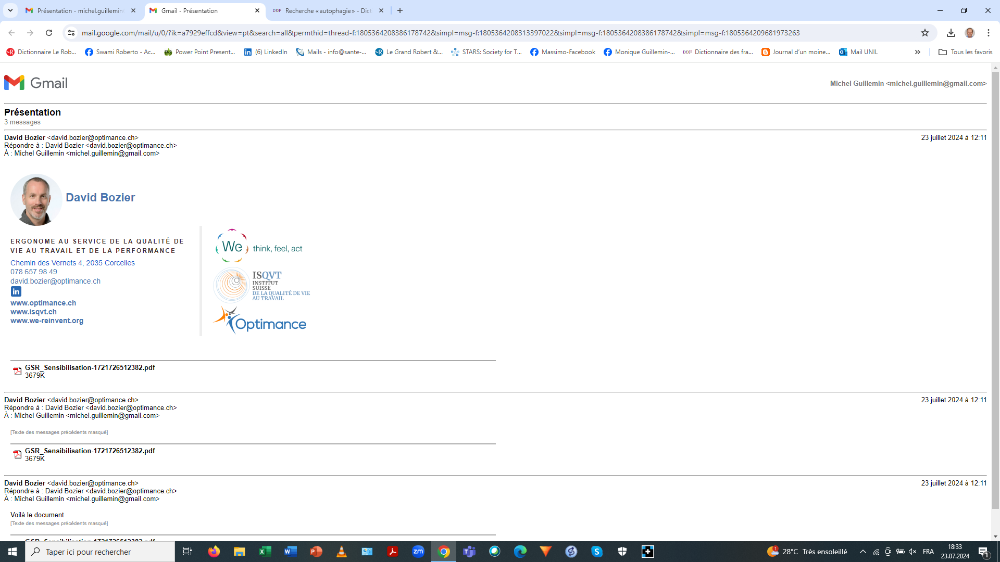 Présentation - michel.guillemin
Gmail - Présentation
DDF Recherche « autophagie » - Dict
mail.google.com/mail/u/0/?ik=a7929effcd&view=pt&search=all&permthid=thread-f:1805364208386178742&simpl=msg-f:1805364208313397022&simpl=msg-f:1805364208386178742&simpl=msg-f:1805364209681973263
Dictionnaire Le Rob...
Swami Roberto - Ac...
Power Point Present...
(6) LinkedIn
Mails - info@sante-...
Le Grand Robert &...
STARS: Society for T...
Massimo-Facebook
Monique Guillemin-...
DDF Dictionnaire des fra...
Journal d'un moine...
Mail UNIL
Tous les favoris
Gmail
Michel Guillemin <michel.guillemin@gmail.com>
Présentation
3 messages
David Bozier <david.bozier@optimance.ch>
23 juillet 2024 à 12:11
Répondre à : David Bozier <david.bozier@optimance.ch>
À : Michel Guillemin <michel.guillemin@gmail.com>
David Bozier
ERGONOME AU SERVICE DE LA QUALITÉ DE
VIE AU TRAVAIL ET DE LA PERFORMANCE
Chemin des Vernets 4, 2035 Corcelles
078 657 98 49
david.bozier@optimance.ch
in
www.optimance.ch
www.isqvt.ch
www.we-reinvent.org
We think, feel, act
ISQVT
INSTITUT
SUISSE
DE LA QUALITÉ DE VIE
AU TRAVAIL
Optimance
GSR_Sensibilisation-1721726512382.pdf
3679K
David Bozier <david.bozier@optimance.ch>
23 juillet 2024 à 12:11
Répondre à : David Bozier <david.bozier@optimance.ch>
À : Michel Guillemin <michel.guillemin@gmail.com>
[Texte des messages précédents masqué]
GSR_Sensibilisation-1721726512382.pdf
3679K
David Bozier <david.bozier@optimance.ch>
23 juillet 2024 à 12:11
Répondre à : David Bozier <david.bozier@optimance.ch>
À : Michel Guillemin <michel.guillemin@gmail.com>
Voilà le document
[Texte des messages précédents masqué]
GSR_Sensibilisation-1721726512382.pdf
Taper ici pour rechercher
zm
1
28°C Très ensoleillé
FRA
18:33
23.07.2024
1